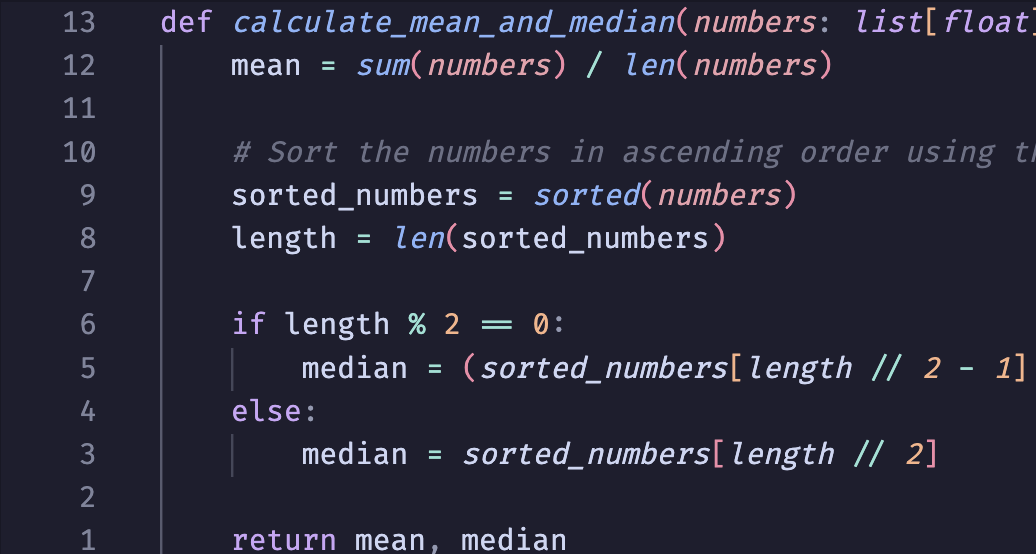 13 def calculate_mean_and_median(numbers: list[float]
12 mean = sum(numbers) / len(numbers)
11
10 # Sort the numbers in ascending order using
9 sorted_numbers = sorted(numbers)
8 length = len(sorted_numbers)
7
6 if length % 2 == 0:
5 median = (sorted_numbers[length // 2 - 1]
4 else:
3 median = sorted_numbers[length // 2]
2
1 return mean, median